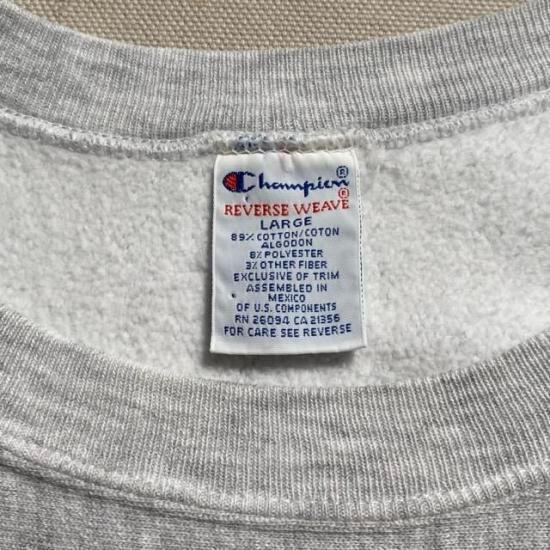 Champion®
REVERSE WEAVE®
LARGE
89% COTTON/COTON
ALGODON
8% POLYESTER
3% OTHER FIBER
EXCLUSIVE OF TRIM
ASSEMBLED IN
MEXICO
OF U.S. COMPONENTS
RN 26094 CA 21356
FOR CARE SEE REVERSE